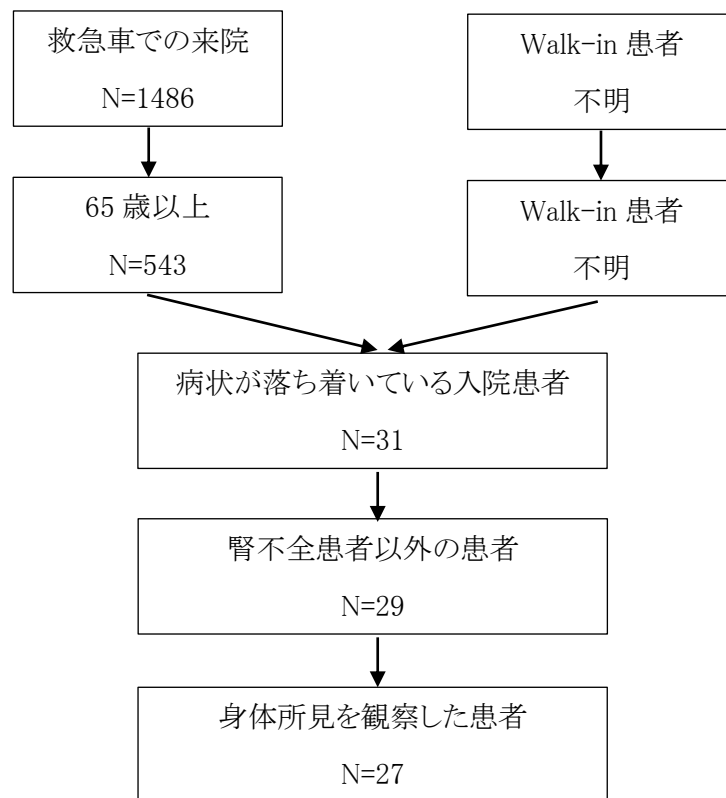 救急車での来院
N=1486
Walk-in 患者
不明
65 歳以上
N=543
Walk-in 患者
不明
病状が落ち着いている入院患者
N=31
腎不全患者以外の患者
N=29
身体所見を観察した患者
N=27